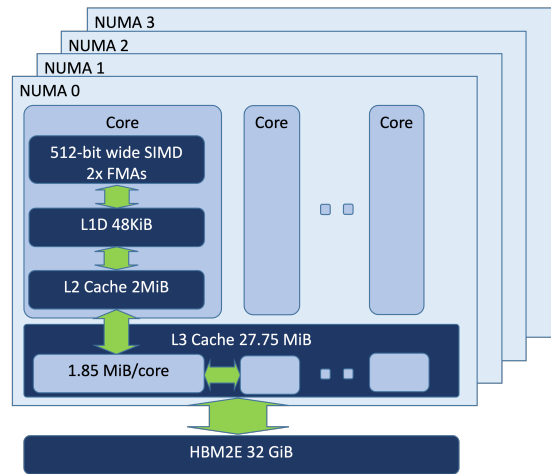 NUMA 3
NUMA 2
NUMA 1
NUMA 0
Core
Core
Core
512-bit wide SIMD
2x FMAs
L1D 48KiB
L2 Cache 2MiB
L3 Cache 27.75 MiB
1.85 MiB/core
HBM2E 32 GiB